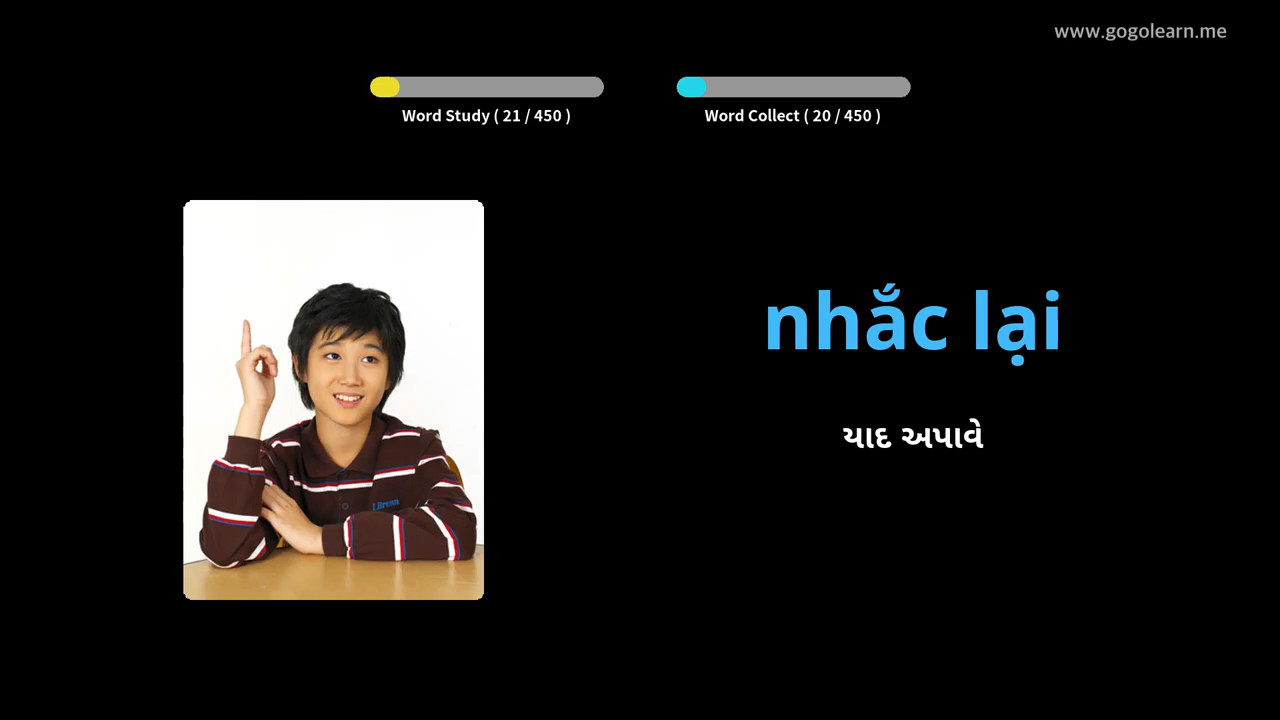 www.gogolearn.me
Word Study ( 21 / 450 )
Word Collect ( 20 / 450 )
nhắc lại
યાદ અપાવે